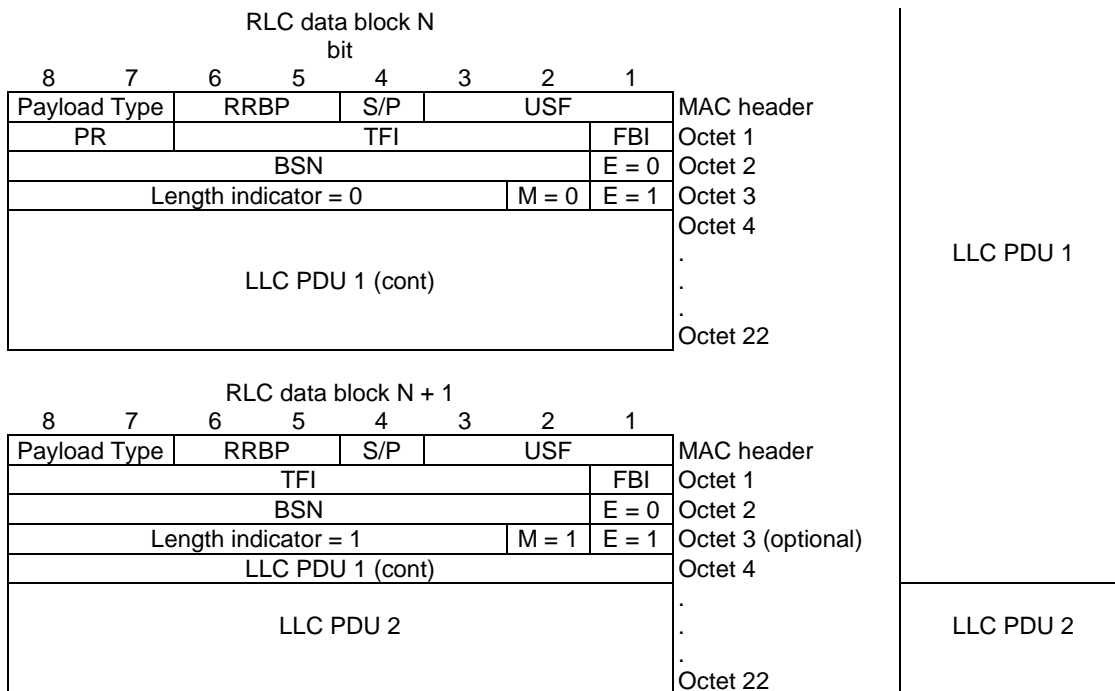 RLC data block N
bit
8 7 6 5 4 3 2 1
Payload Type RRBP S/P USF MAC header
PR TFI FBI Octet 1
BSN E = 0 Octet 2
Length indicator = 0 M = 0 E = 1 Octet 3
Octet 4
.
LLC PDU 1 (cont) .
.
Octet 22
LLC PDU 1
RLC data block N + 1
8 7 6 5 4 3 2 1
Payload Type RRBP S/P USF MAC header
TFI FBI Octet 1
BSN E = 0 Octet 2
Length indicator = 1 M = 1 E = 1 Octet 3 (optional)
LLC PDU 1 (cont) Octet 4
.
LLC PDU 2 .
.
Octet 22
LLC PDU 2